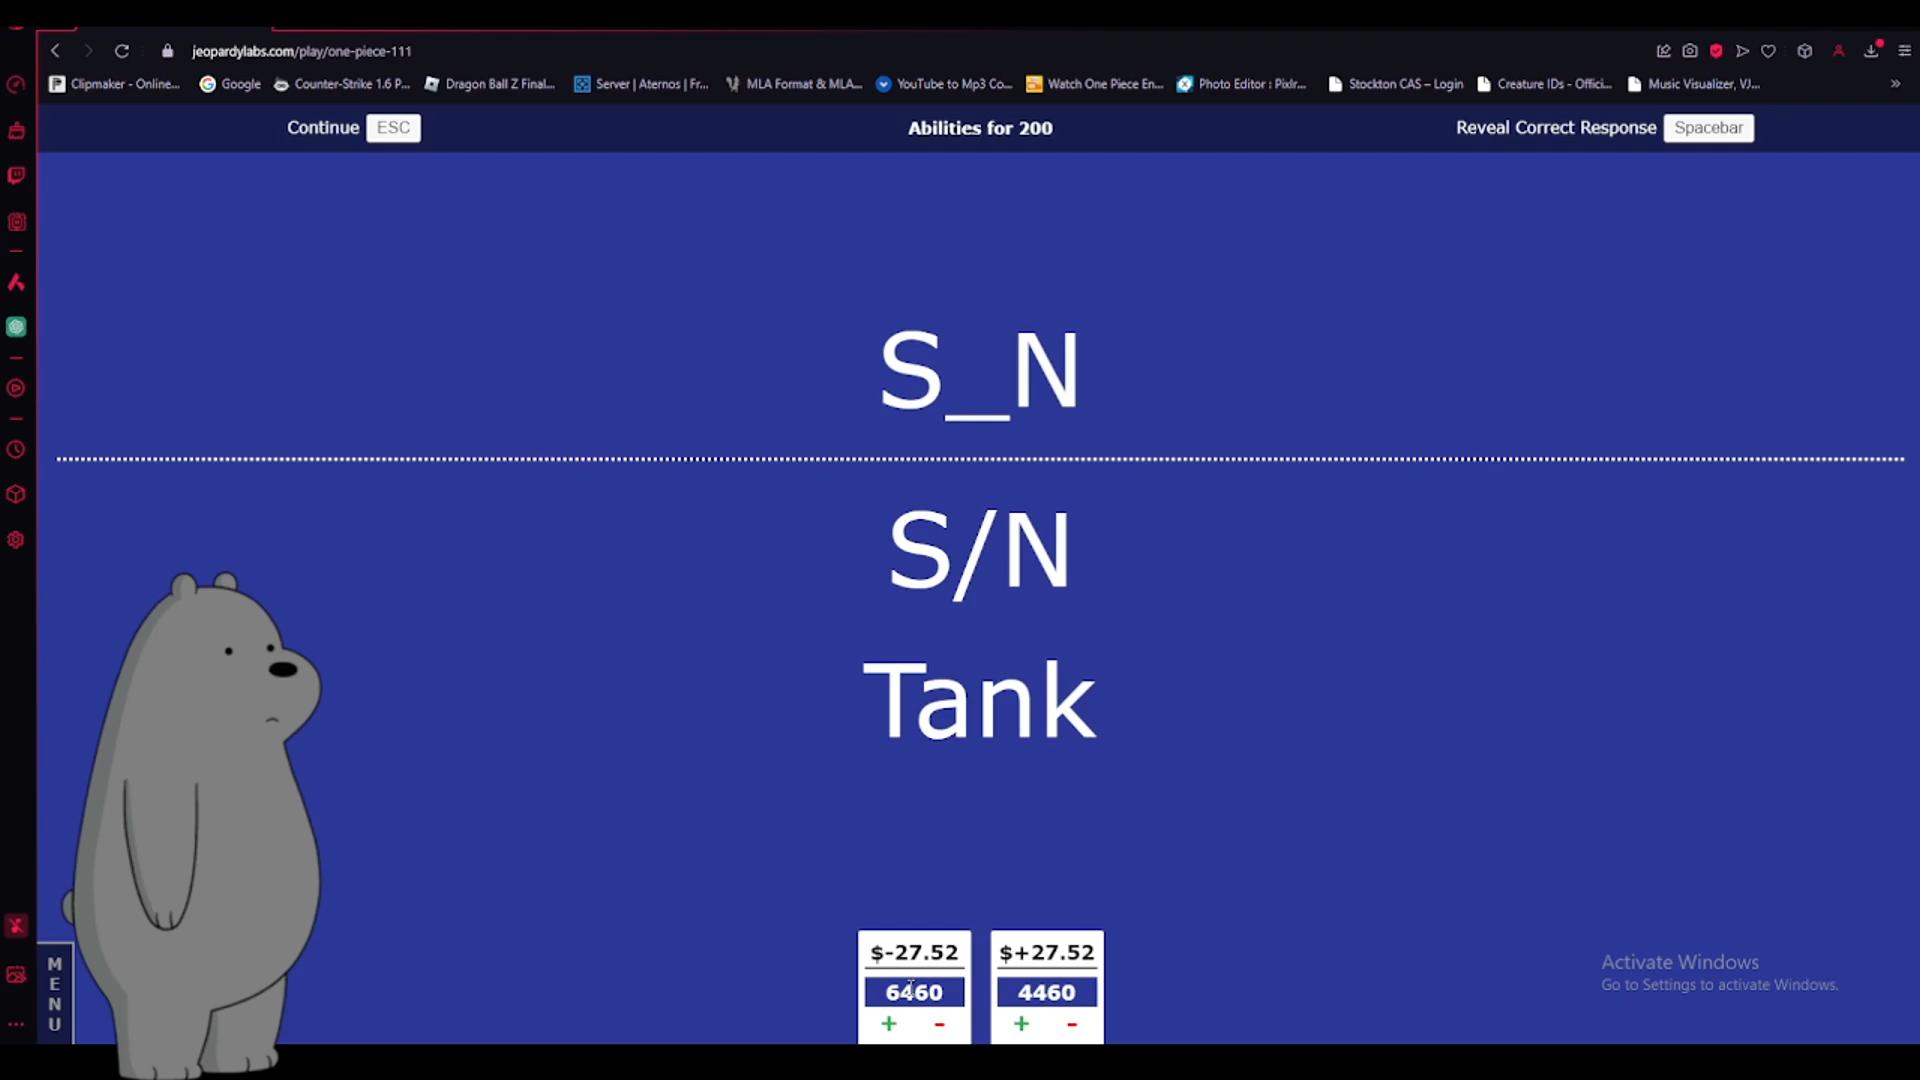 jeopardylabs.com/play/one-piece-111
Clipmaker - Online... Google Counter-Strike 1.6 P... Dragon Ball Z Final... Server | Aternos | Fr... MLA Format & MLA... YouTube to Mp3 Co... Watch One Piece En... Photo Editor : Pixlr... Stockton CAS – Login Creature IDs - Offici... Music Visualizer, VJ...
Continue ESC Abilities for 200 Reveal Correct Response Spacebar
S_N
S/N
Tank
$-27.52 $+27.52
6460 4460
+ - + -
MENU
Activate Windows
Go to Settings to activate Windows.